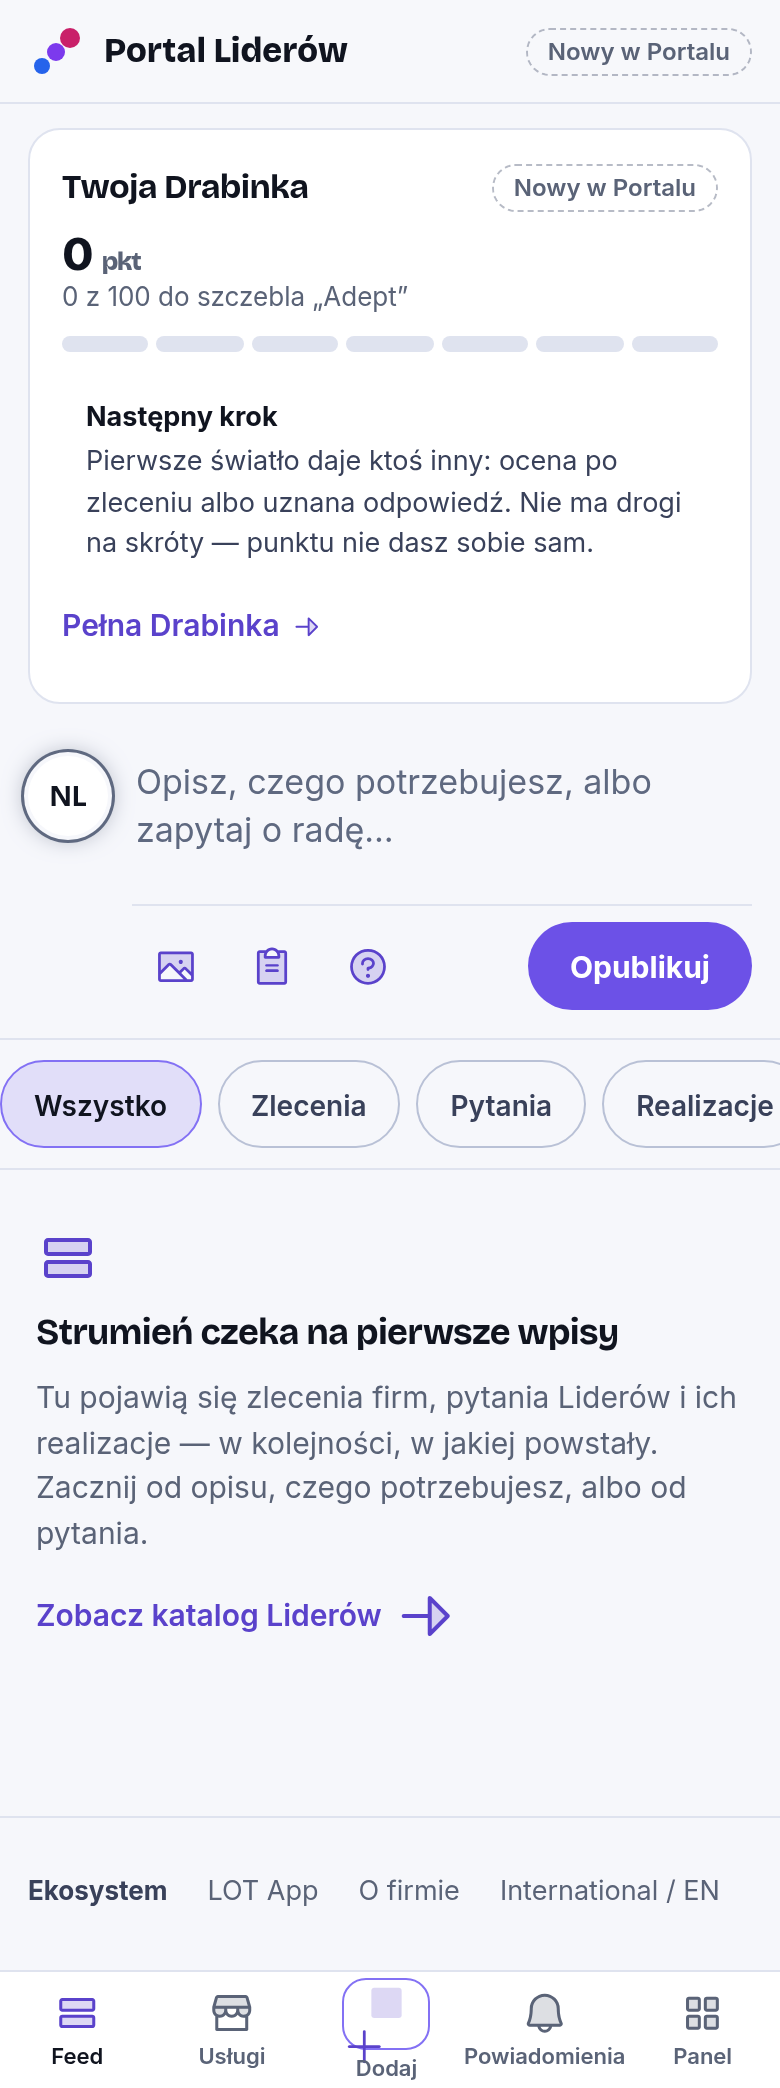 Portal Liderów
Nowy w Portalu
Twoja Drabinka
Nowy w Portalu
0 pkt
0 z 100 do szczebla „Adept”
Następny krok
Pierwsze światło daje ktoś inny: ocena po
zleceniu albo uznana odpowiedź. Nie ma drogi
na skróty — punktu nie dasz sobie sam.
Pełna Drabinka
NL
Opisz, czego potrzebujesz, albo
zapytaj o radę...
Opublikuj
Wszystko
Zlecenia
Pytania
Realizacje
Strumień czeka na pierwsze wpisy
Tu pojawią się zlecenia firm, pytania Liderów i ich
realizacje — w kolejności, w jakiej powstały.
Zacznij od opisu, czego potrzebujesz, albo od
pytania.
Zobacz katalog Liderów
Ekosystem
LOT App
O firmie
International / EN
Feed
Usługi
Dodaj
Powiadomienia
Panel